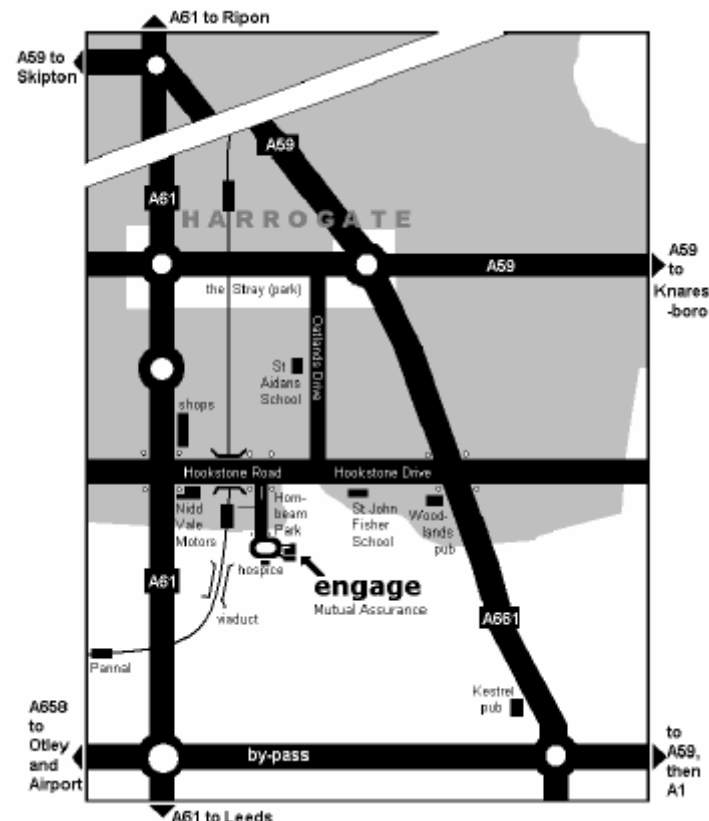 A61 to Ripon
A59 to
Skipton
A59
A61
HARROGATE
A59
A59
to
Knares
-boro
the Stray (park)
Oatlands Drive
St
Aidans
School
shops
Hookstone Road
Hookstone Drive
Nidd
Vale
Motors
Horn-
beam
Park
St John
Fisher
School
Wood-
lands
pub
hospice
engage
Mutual Assurance
A61
viaduct
A661
Pannal
Kestrel
pub
A658
to
Otley
and
Airport
by-pass
to
A59,
then
A1
A61 to Leeds